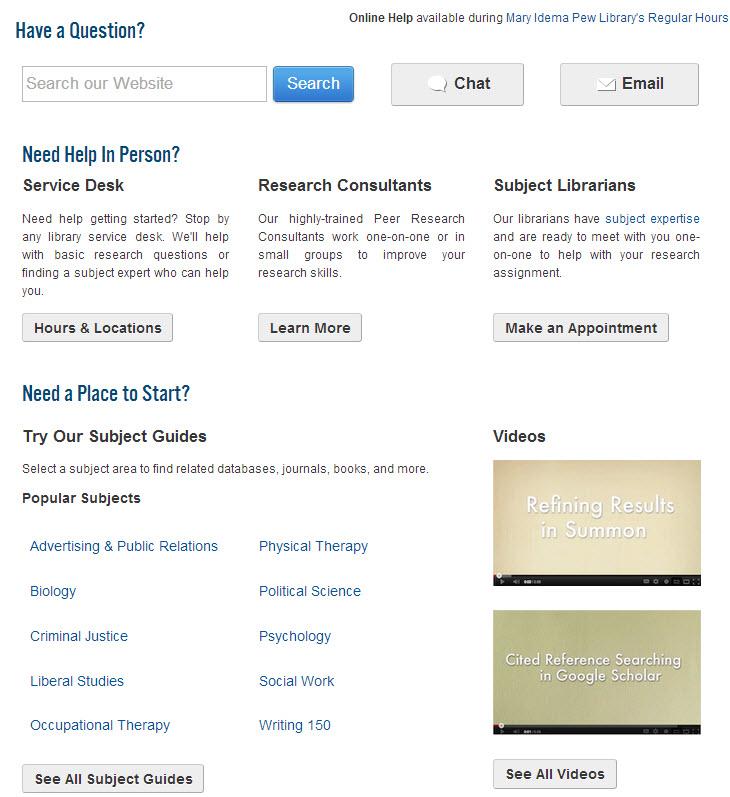 Have a Question?
Online Help available during Mary Idema Pew Library's Regular Hours
Search our Website
Search
Chat
Email
Need Help In Person?
Service Desk
Need help getting started? Stop by
any library service desk. We'll help
with basic research questions or
finding a subject expert who can help
you.
Hours & Locations
Research Consultants
Our highly-trained Peer Research
Consultants work one-on-one or in
small groups to improve your
research skills.
Learn More
Subject Librarians
Our librarians have subject expertise
and are ready to meet with you one-
on-one to help with your research
assignment.
Make an Appointment
Need a Place to Start?
Try Our Subject Guides
Select a subject area to find related databases, journals, books, and more.
Popular Subjects
Advertising & Public Relations
Physical Therapy
Biology
Political Science
Criminal Justice
Psychology
Liberal Studies
Social Work
Occupational Therapy
Writing 150
See All Subject Guides
Videos
Refining Results
in Summon
Cited Reference Searching
in Google Scholar
See All Videos